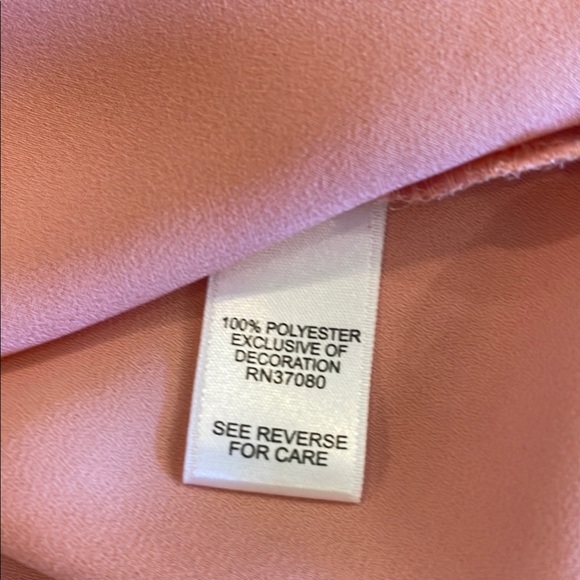 100% POLYESTER
EXCLUSIVE OF
DECORATION
RN37080
SEE REVERSE
FOR CARE